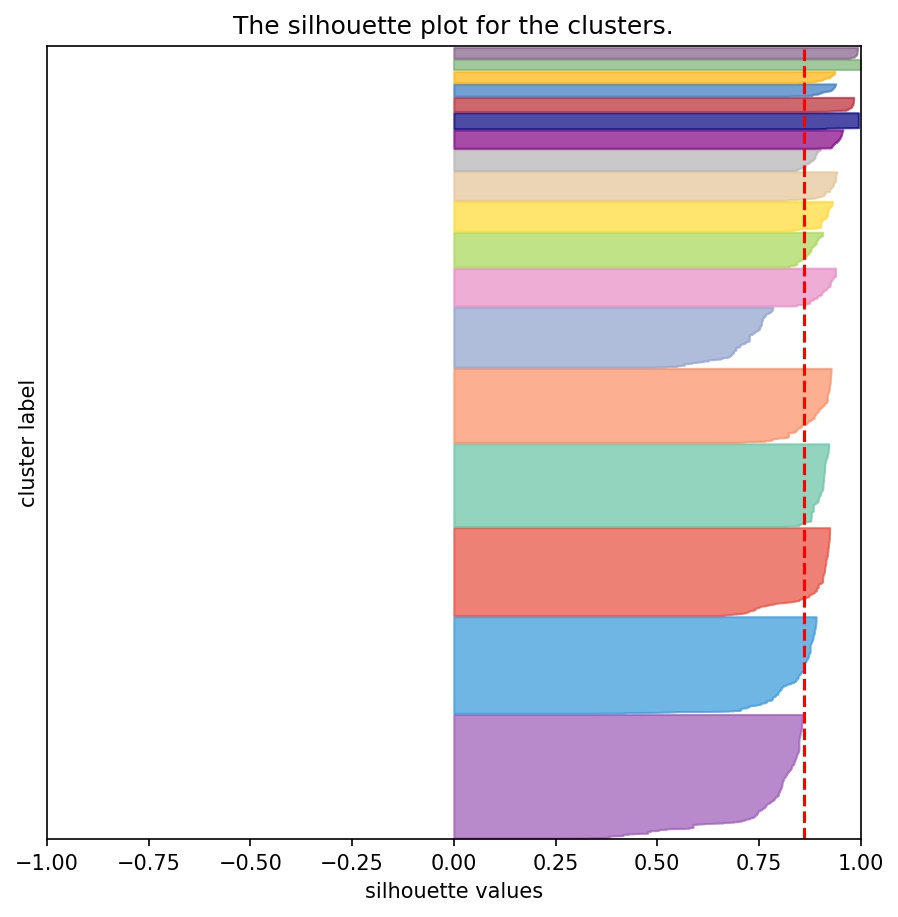 The silhouette plot for the clusters.
cluster label
−1.00 −0.75 −0.50 −0.25 0.00 0.25 0.50 0.75 1.00
silhouette values